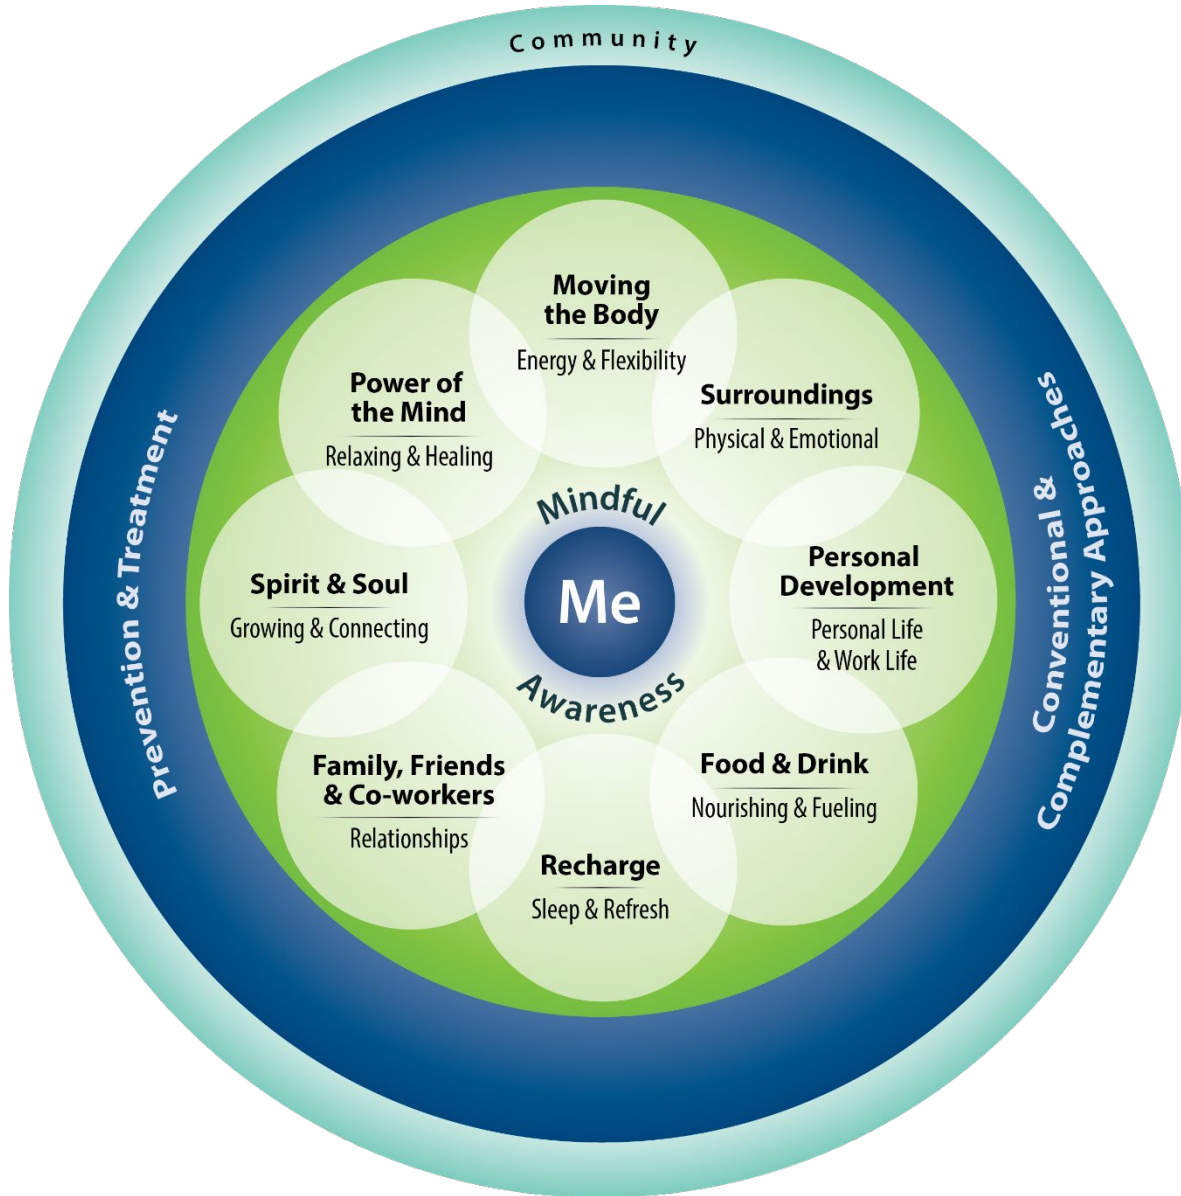 Community
Moving
the Body
Energy & Flexibility
Power of
the Mind
Relaxing & Healing
Surroundings
Physical & Emotional
Prevention & Treatment
Conventional &
Complementary Approaches
Mindful
Me
Awareness
Spirit & Soul
Growing & Connecting
Personal
Development
Personal Life
& Work Life
Family, Friends
& Co-workers
Relationships
Food & Drink
Nourishing & Fueling
Recharge
Sleep & Refresh